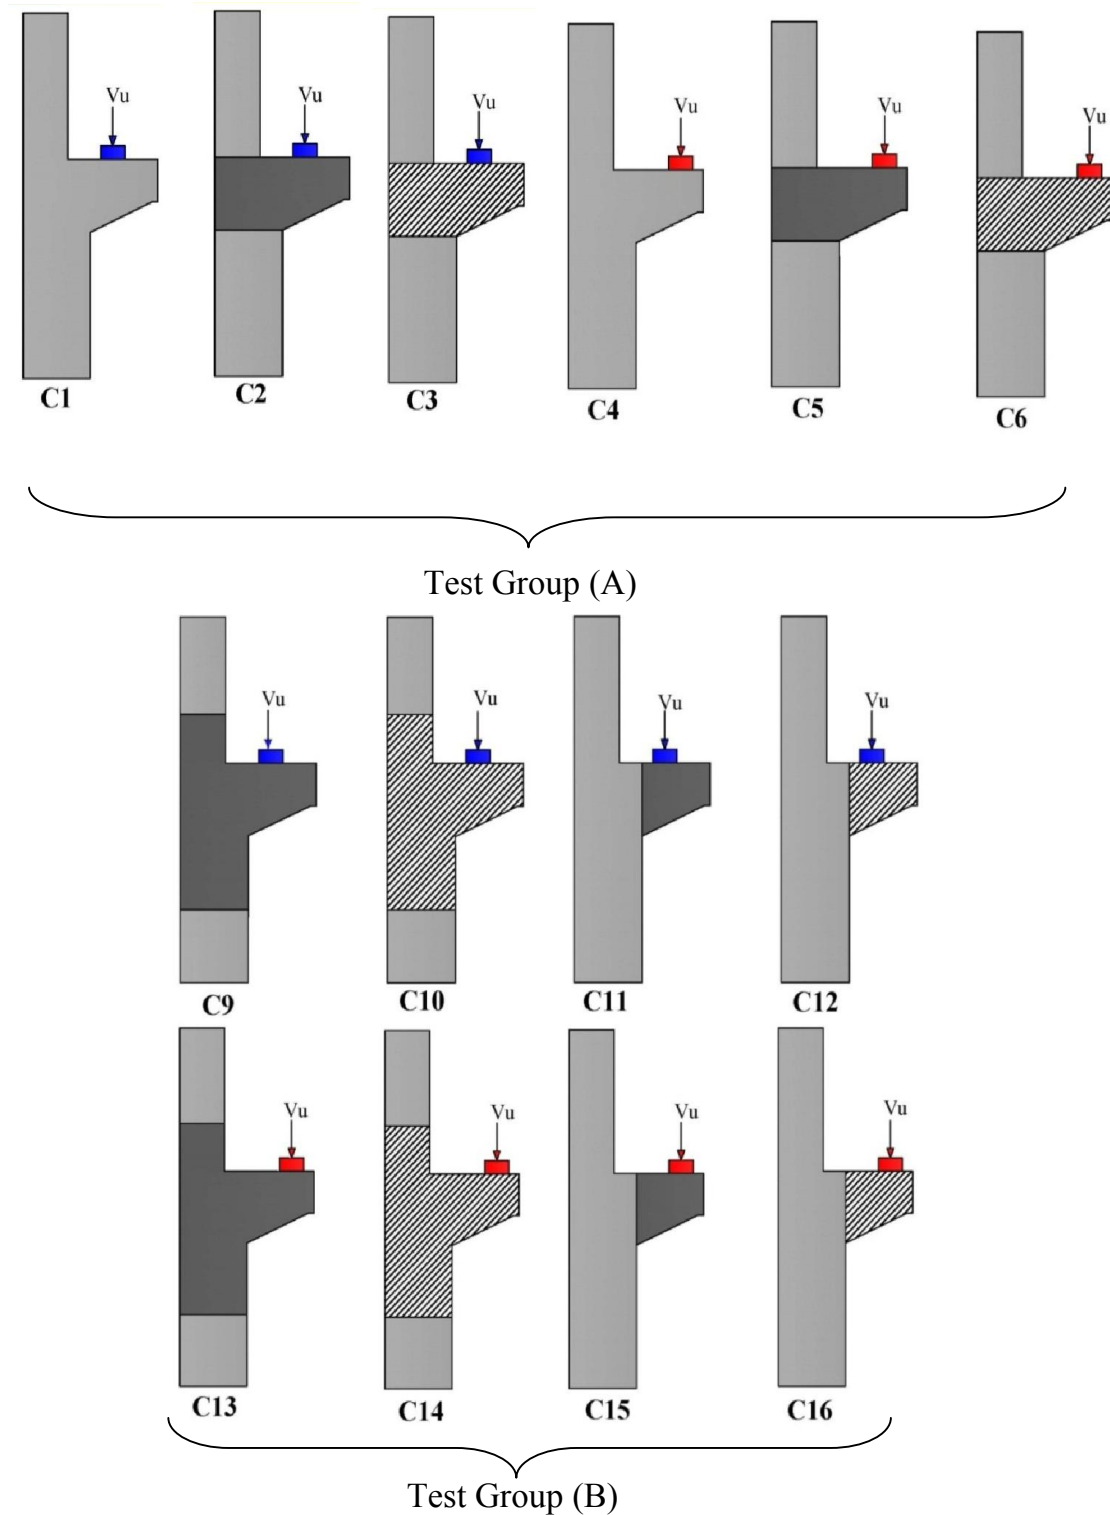 Vu Vu Vu Vu Vu Vu
C1 C2 C3 C4 C5 C6
Test Group (A)
Vu Vu Vu Vu
C9 C10 C11 C12
Vu Vu Vu Vu
C13 C14 C15 C16
Test Group (B)